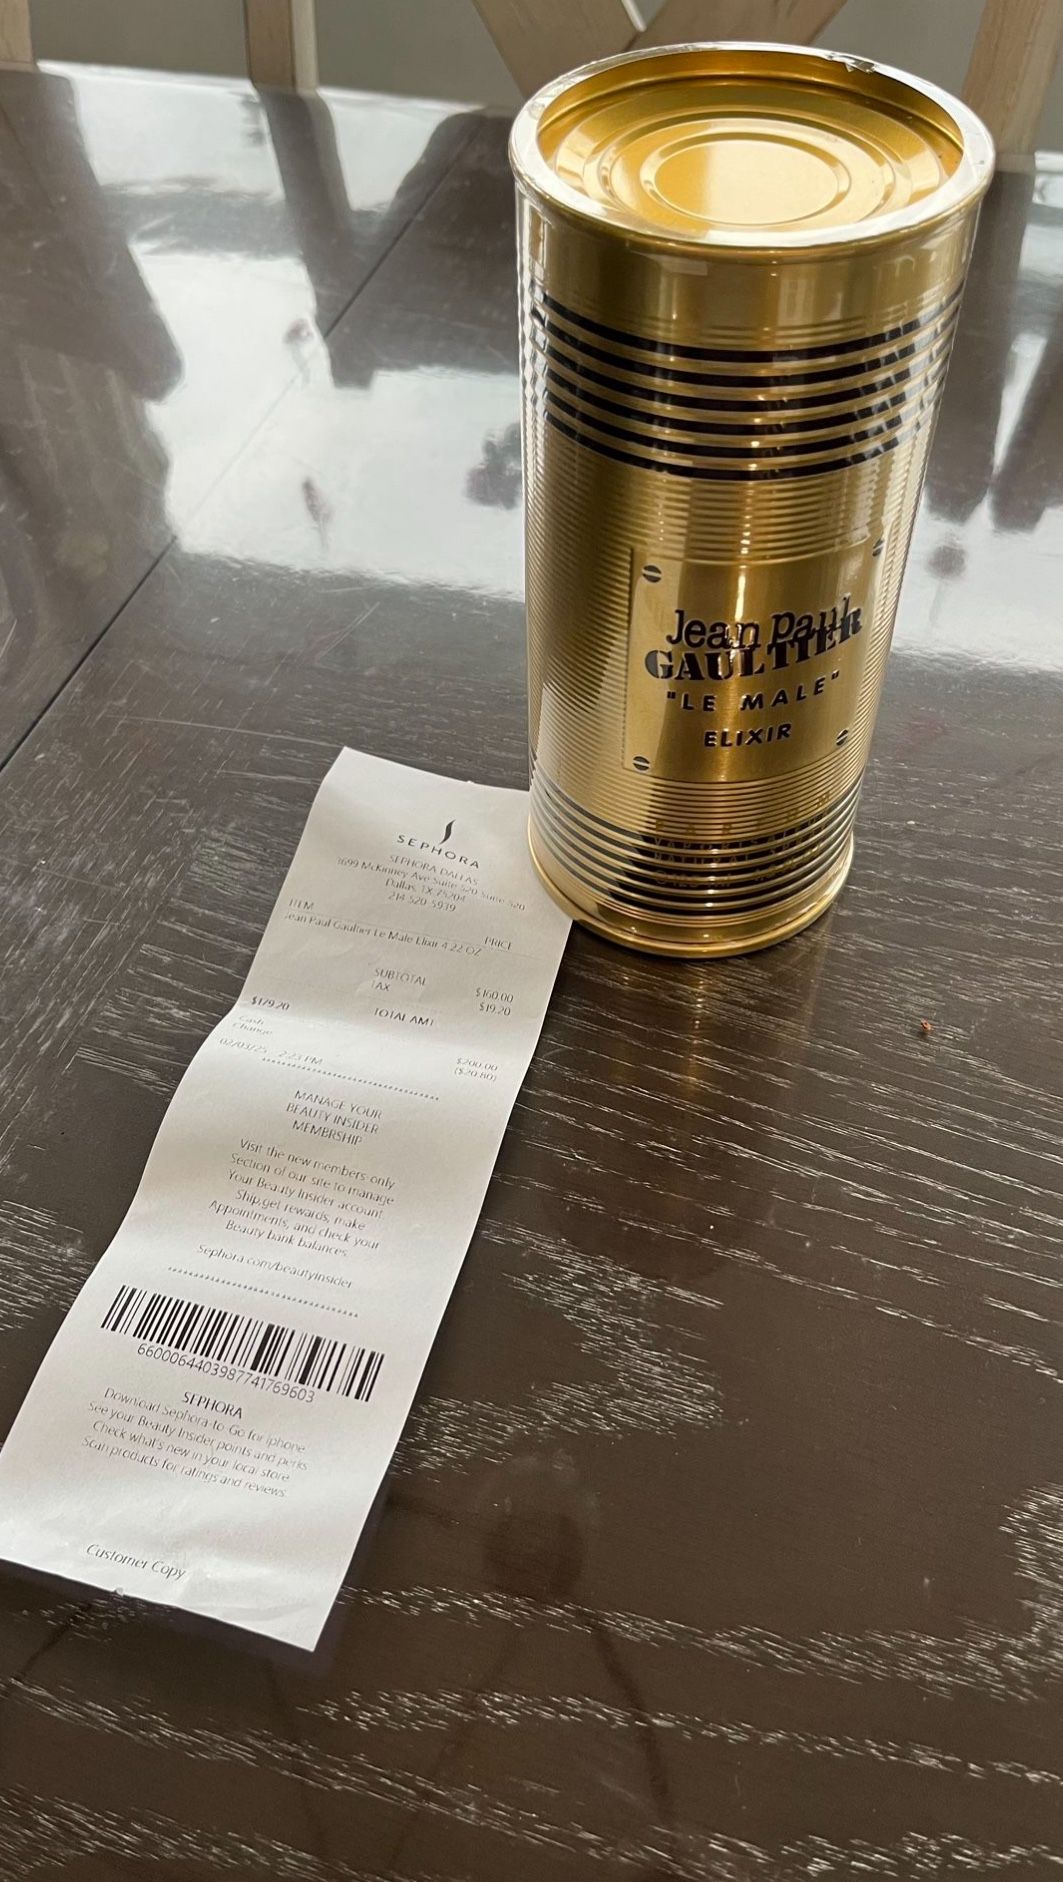 Jean Paul
GAULTIER
"LE MALE"
ELIXIR
SEPHORA
SEPHORA DALLAS
3699 McKinney Ave Suite 520 Suite 520
Dallas, TX 75204
214-520-5939
ITEM PRICE
Jean Paul Gaultier Le Male Elixir 4.22 OZ
SUBTOTAL $160.00
TAX $19.20
$179.20 TOTAL AMT
Cash $200.00
Change ($20.80)
02/03/25 2:23 PM
************************************
MANAGE YOUR
BEAUTY INSIDER
MEMBRSHIP
Visit the new members-only
Section of our site to manage
Your Beauty Insider account
Ship,get rewards, make
Appointments, and check your
Beauty bank balances
Sephora.com/beautyinsider
************************************
6600064403987741769603
SEPHORA
Download Sephora-to-Go for iphone
See your Beauty Insider points and perks
Check what's new in your local store
Scan products for ratings and reviews
Customer Copy